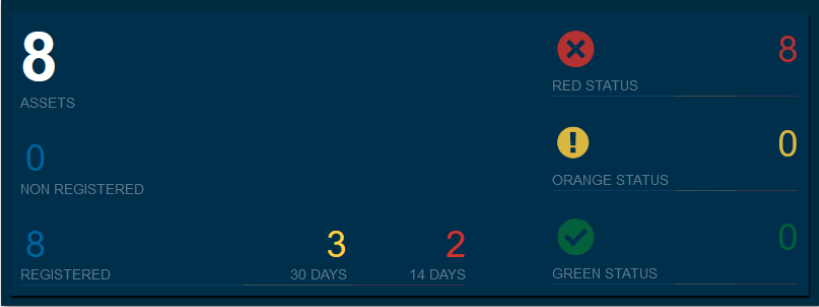 8
ASSETS
0
NON REGISTERED
8 3 2
REGISTERED 30 DAYS 14 DAYS
8
RED STATUS
0
ORANGE STATUS
0
GREEN STATUS